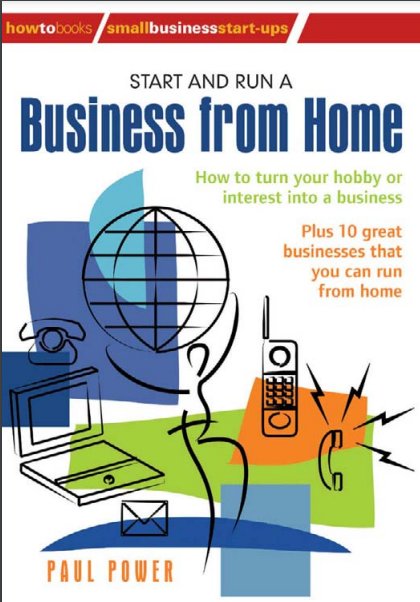 howtobooks / smallbusinessstart-ups
START AND RUN A
Business from Home
How to turn your hobby or
interest into a business
Plus 10 great
businesses that
you can run
from home
PAUL POWER